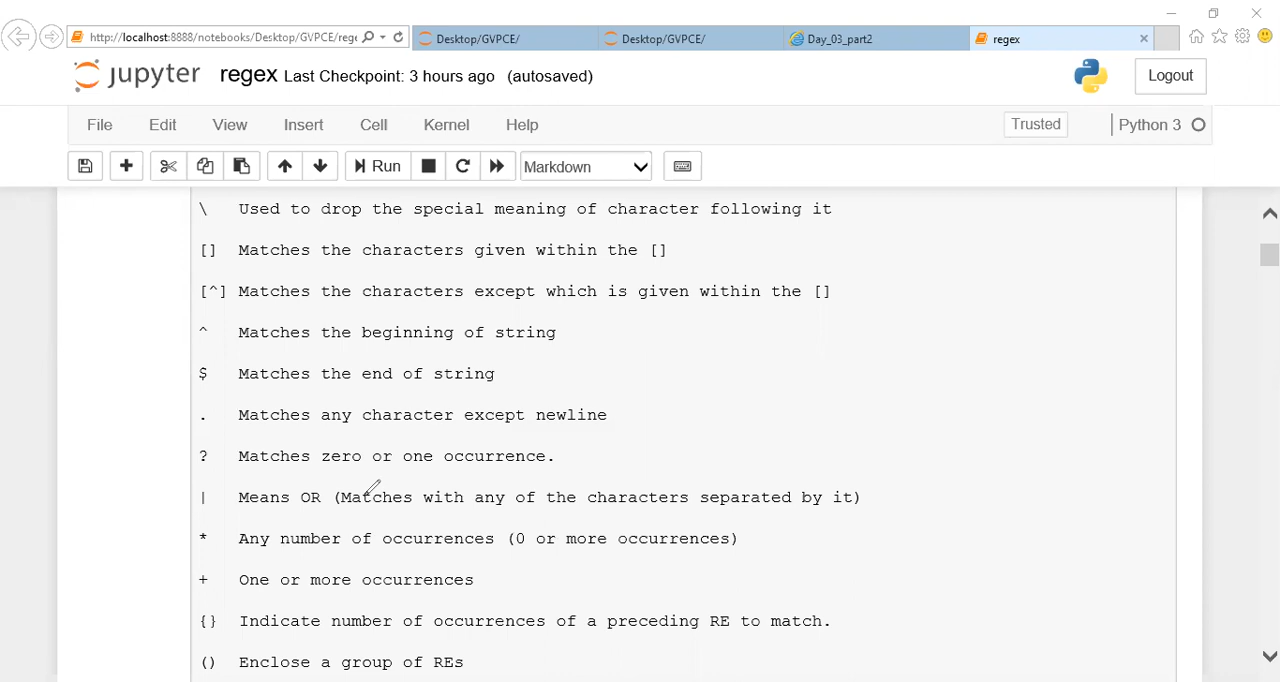 http://localhost:8888/notebooks/Desktop/GVPCE/rege
Desktop/GVPCE/
Desktop/GVPCE/
Day_03_part2
regex
jupyter regex Last Checkpoint: 3 hours ago (autosaved)
Logout
File Edit View Insert Cell Kernel Help
Trusted
Python 3
Run
Markdown
\ Used to drop the special meaning of character following it
[] Matches the characters given within the []
[^] Matches the characters except which is given within the []
^ Matches the beginning of string
$ Matches the end of string
. Matches any character except newline
? Matches zero or one occurrence.
| Means OR (Matches with any of the characters separated by it)
* Any number of occurrences (0 or more occurrences)
+ One or more occurrences
{} Indicate number of occurrences of a preceding RE to match.
() Enclose a group of REs